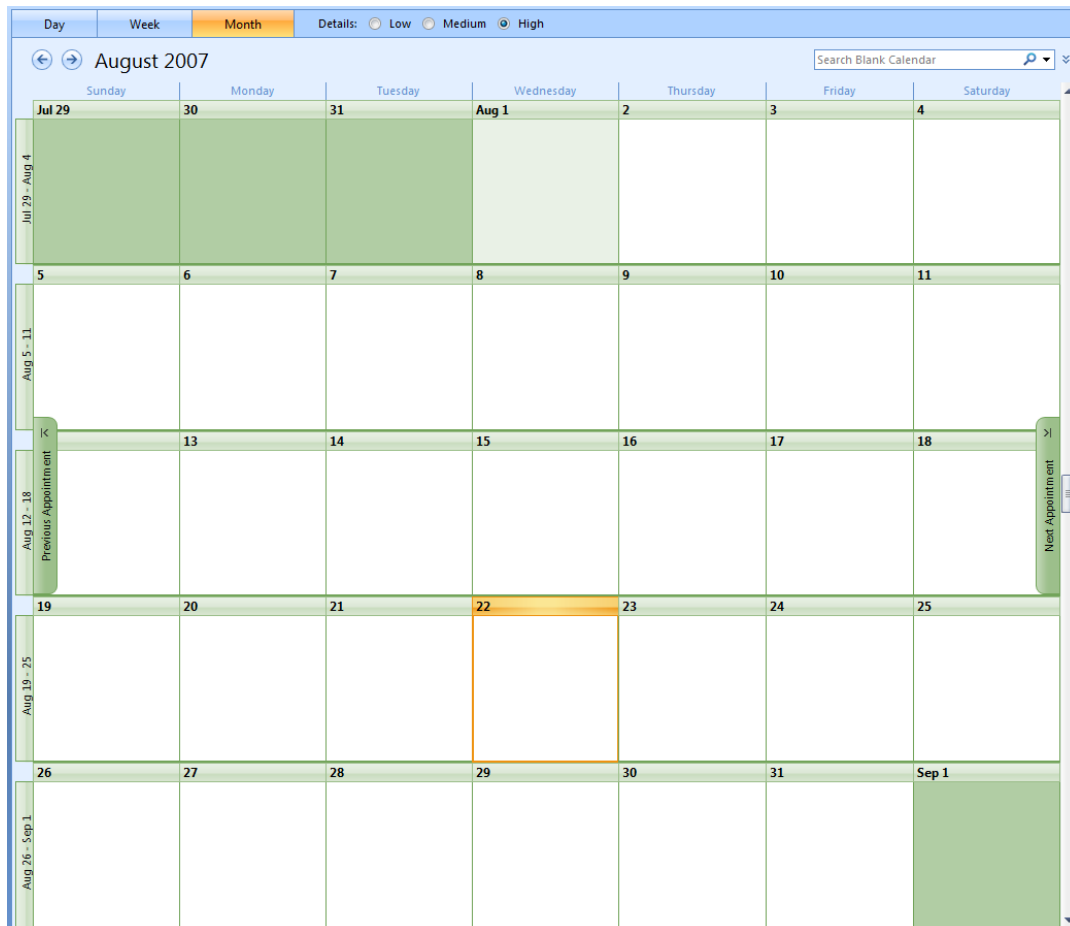 Day Week Month Details: Low Medium High
August 2007 Search Blank Calendar
Sunday Monday Tuesday Wednesday Thursday Friday Saturday
Jul 29 30 31 Aug 1 2 3 4
Jul 29 - Aug 4
5 6 7 8 9 10 11
Aug 5 - 11
13 14 15 16 17 18
Aug 12 - 18
Previous Appointment
Next Appointment
19 20 21 22 23 24 25
Aug 19 - 25
26 27 28 29 30 31 Sep 1
Aug 26 - Sep 1